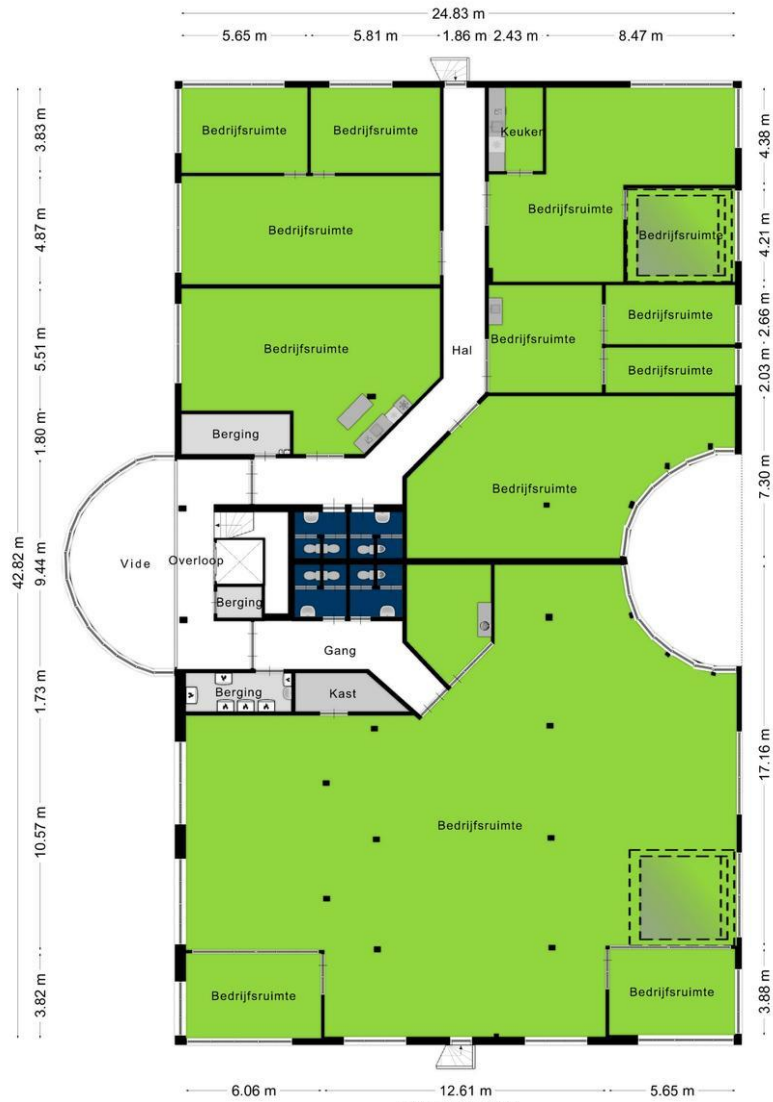 24.83 m
5.65 m
5.81 m
1.86 m
2.43 m
8.47 m
3.83 m
4.87 m
5.51 m
1.80 m
9.44 m
1.73 m
10.57 m
3.82 m
42.82 m
4.38 m
4.21 m
2.66 m
2.03 m
7.30 m
17.16 m
3.88 m
Bedrijfsruimte
Bedrijfsruimte
Keuken
Bedrijfsruimte
Bedrijfsruimte
Bedrijfsruimte
Bedrijfsruimte
Bedrijfsruimte
Bedrijfsruimte
Hal
Bedrijfsruimte
Bedrijfsruimte
Berging
Bedrijfsruimte
Vide
Overloop
Berging
Gang
Berging
Kast
Bedrijfsruimte
Bedrijfsruimte
Bedrijfsruimte
6.06 m
12.61 m
5.65 m